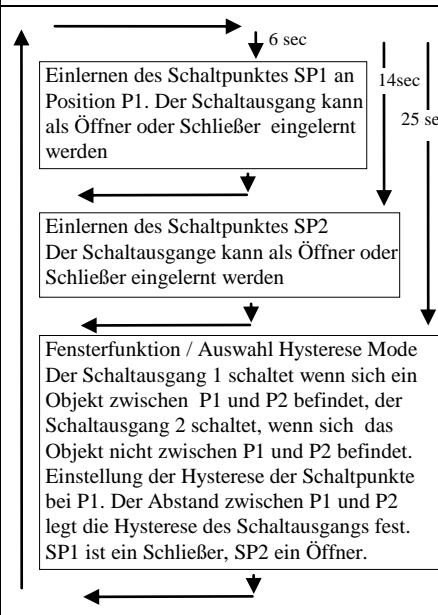 6 sec
14sec
25 se
Einlernen des Schaltpunktes SP1 an
Position P1. Der Schaltausgang kann
als Öffner oder Schließer eingelernt
werden
Einlernen des Schaltpunktes SP2
Der Schaltausgange kann als Öffner oder
Schließer eingelernt werden
Fensterfunktion / Auswahl Hysterese Mode
Der Schaltausgang 1 schaltet wenn sich ein
Objekt zwischen P1 und P2 befindet, der
Schaltausgang 2 schaltet, wenn sich das
Objekt nicht zwischen P1 und P2 befindet.
Einstellung der Hysterese der Schaltpunkte
bei P1. Der Abstand zwischen P1 und P2
legt die Hysterese des Schaltausgangs fest.
SP1 ist ein Schließer, SP2 ein Öffner.